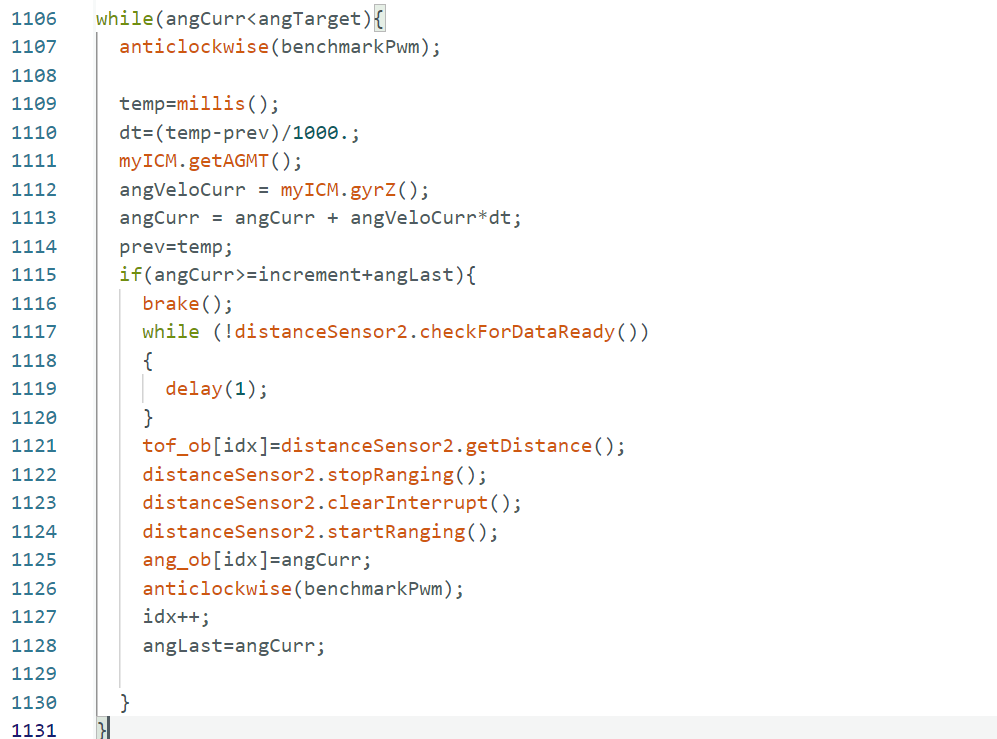 1106 while(angCurr<angTarget){
1107 anticlockwise(benchmarkPwm);
1108
1109 temp=millis();
1110 dt=(temp-prev)/1000.;
1111 myICM.getAGMT();
1112 angVeloCurr = myICM.gyrZ();
1113 angCurr = angCurr + angVeloCurr*dt;
1114 prev=temp;
1115 if(angCurr>=increment+angLast){
1116 brake();
1117 while (!distanceSensor2.checkForDataReady())
1118 {
1119 delay(1);
1120 }
1121 tof_ob[idx]=distanceSensor2.getDistance();
1122 distanceSensor2.stopRanging();
1123 distanceSensor2.clearInterrupt();
1124 distanceSensor2.startRanging();
1125 ang_ob[idx]=angCurr;
1126 anticlockwise(benchmarkPwm);
1127 idx++;
1128 angLast=angCurr;
1129
1130 }
1131 }